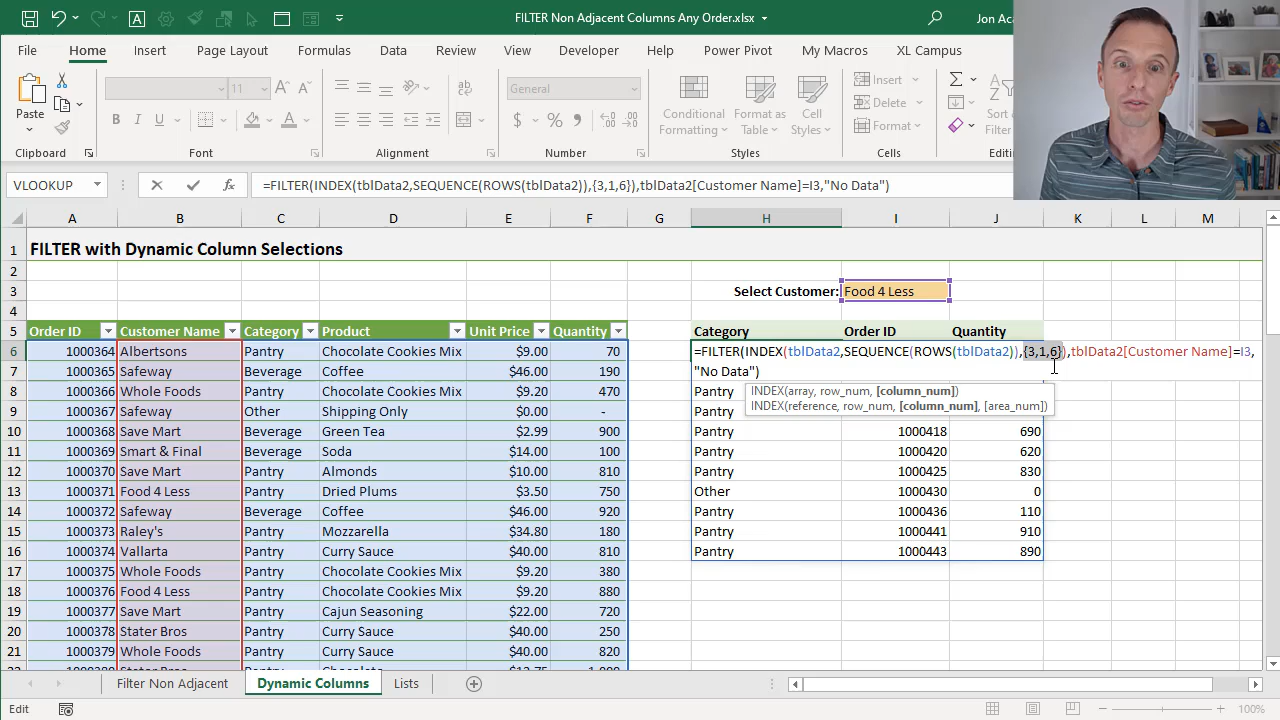 FILTER Non Adjacent Columns Any Order.xlsx
Jon Aca
File Home Insert Page Layout Formulas Data Review View Developer Help Power Pivot My Macros XL Campus
Paste
11
General
Conditional Formatting
Format as Table
Cell Styles
Insert
Delete
Format
Sort &
Filter
Clipboard Font Alignment Number Styles Cells
VLOOKUP =FILTER(INDEX(tblData2,SEQUENCE(ROWS(tblData2)),{3,1,6}),tblData2[Customer Name]=I3,"No Data")
A B C D E F G H I J K L M
1 FILTER with Dynamic Column Selections
2
3 Select Customer: Food 4 Less
4
5 Order ID Customer Name Category Product Unit Price Quantity Category Order ID Quantity
6 1000364 Albertsons Pantry Chocolate Cookies Mix $9.00 70 =FILTER(INDEX(tblData2,SEQUENCE(ROWS(tblData2)),{3,1,6}),tblData2[Customer Name]=I3,
7 1000365 Safeway Beverage Coffee $46.00 190 "No Data")
8 1000366 Whole Foods Pantry Chocolate Cookies Mix $9.20 470 Pantry INDEX(array, row_num, [column_num])
9 1000367 Safeway Other Shipping Only $0.00 - Pantry INDEX(reference, row_num, [column_num], [area_num])
10 1000368 Save Mart Beverage Green Tea $2.99 900 Pantry 1000418 690
11 1000369 Smart & Final Beverage Soda $14.00 100 Pantry 1000420 620
12 1000370 Save Mart Pantry Almonds $10.00 810 Pantry 1000425 830
13 1000371 Food 4 Less Pantry Dried Plums $3.50 750 Other 1000430 0
14 1000372 Safeway Beverage Coffee $46.00 920 Pantry 1000436 110
15 1000373 Raley's Pantry Mozzarella $34.80 180 Pantry 1000441 910
16 1000374 Vallarta Pantry Curry Sauce $40.00 810 Pantry 1000443 890
17 1000375 Whole Foods Pantry Chocolate Cookies Mix $9.20 380
18 1000376 Food 4 Less Pantry Chocolate Cookies Mix $9.20 880
19 1000377 Save Mart Pantry Cajun Seasoning $22.00 720
20 1000378 Stater Bros Pantry Curry Sauce $40.00 250
21 1000379 Whole Foods Pantry Curry Sauce $40.00 820
Filter Non Adjacent Dynamic Columns Lists
Edit 100%